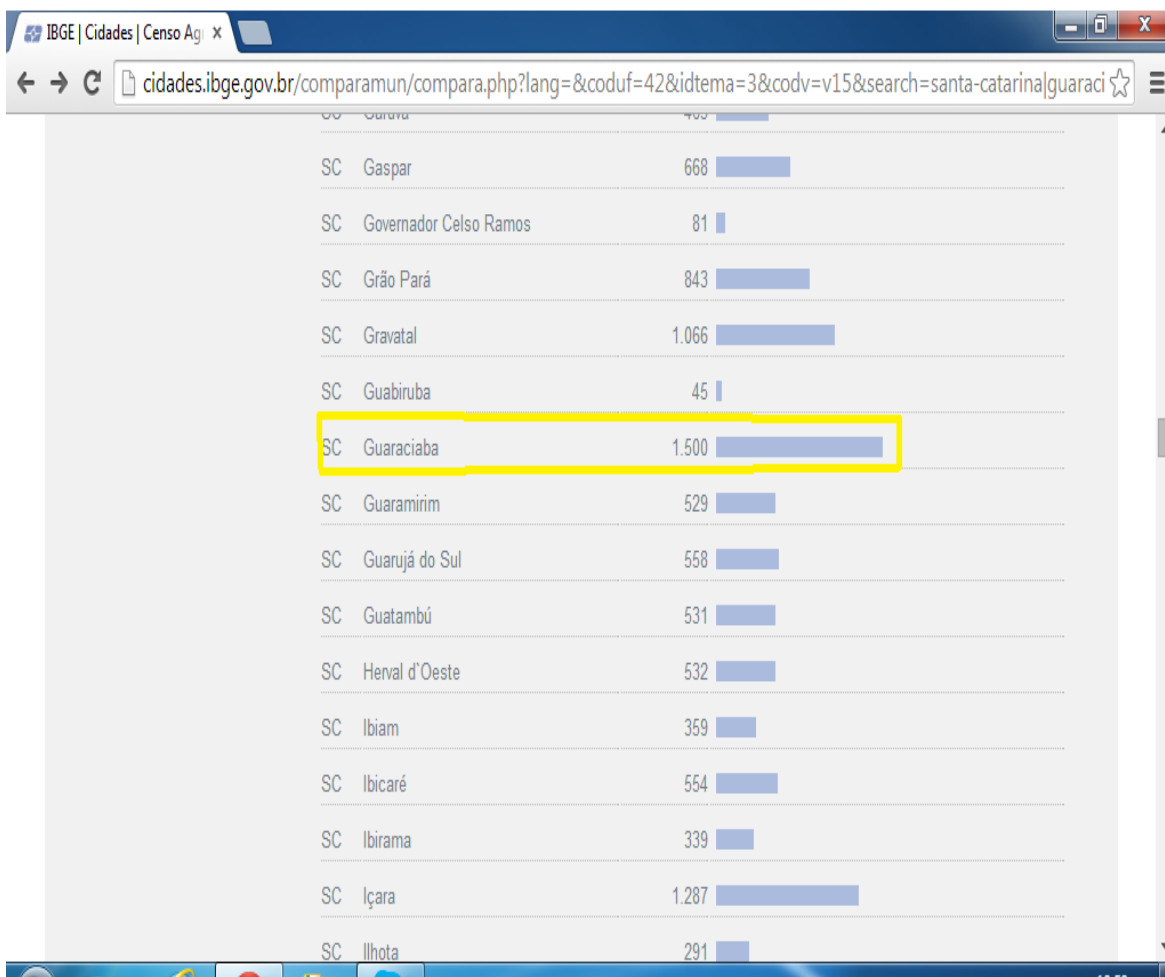 IBGE | Cidades | Censo Ag
cidades.ibge.gov.br/comparamun/compara.php?lang=&coduf=42&idtema=3&codv=v15&search=santa-catarina|guaraci
SC Gaspar 668
SC Governador Celso Ramos 81
SC Grão Pará 843
SC Gravatal 1.066
SC Guabiruba 45
SC Guaraciaba 1.500
SC Guaramirim 529
SC Guarujá do Sul 558
SC Guatambú 531
SC Herval d`Oeste 532
SC Ibiam 359
SC Ibicaré 554
SC Ibirama 339
SC Içara 1.287
SC Ilhota 291